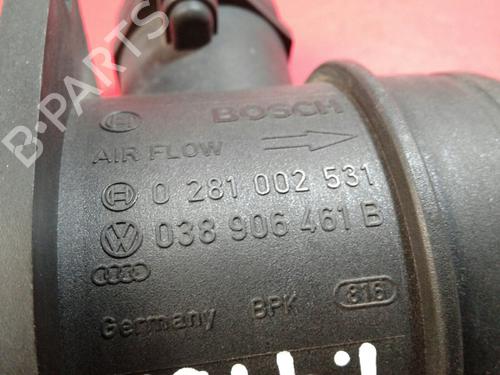 BOSCH
AIR FLOW
0 281 002 531
038 906 461 B
Germany BPK 816
B-PARTS